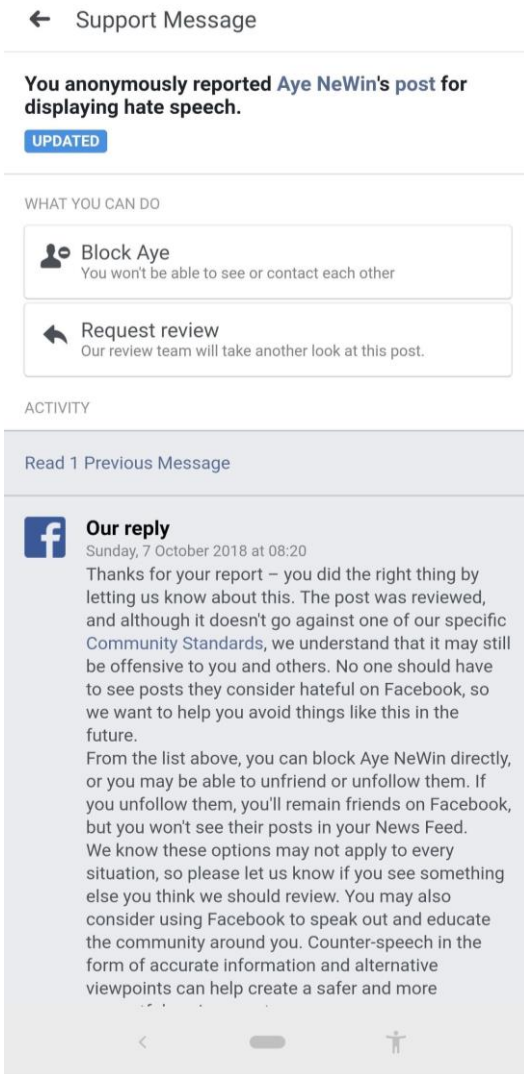 Support Message
You anonymously reported Aye NeWin's post for
displaying hate speech.
UPDATED
WHAT YOU CAN DO
Block Aye
You won't be able to see or contact each other
Request review
Our review team will take another look at this post.
ACTIVITY
Read 1 Previous Message
Our reply
Sunday, 7 October 2018 at 08:20
Thanks for your report – you did the right thing by
letting us know about this. The post was reviewed,
and although it doesn't go against one of our specific
Community Standards, we understand that it may still
be offensive to you and others. No one should have
to see posts they consider hateful on Facebook, so
we want to help you avoid things like this in the
future.
From the list above, you can block Aye NeWin directly,
or you may be able to unfriend or unfollow them. If
you unfollow them, you'll remain friends on Facebook,
but you won't see their posts in your News Feed.
We know these options may not apply to every
situation, so please let us know if you see something
else you think we should review. You may also
consider using Facebook to speak out and educate
the community around you. Counter-speech in the
form of accurate information and alternative
viewpoints can help create a safer and more